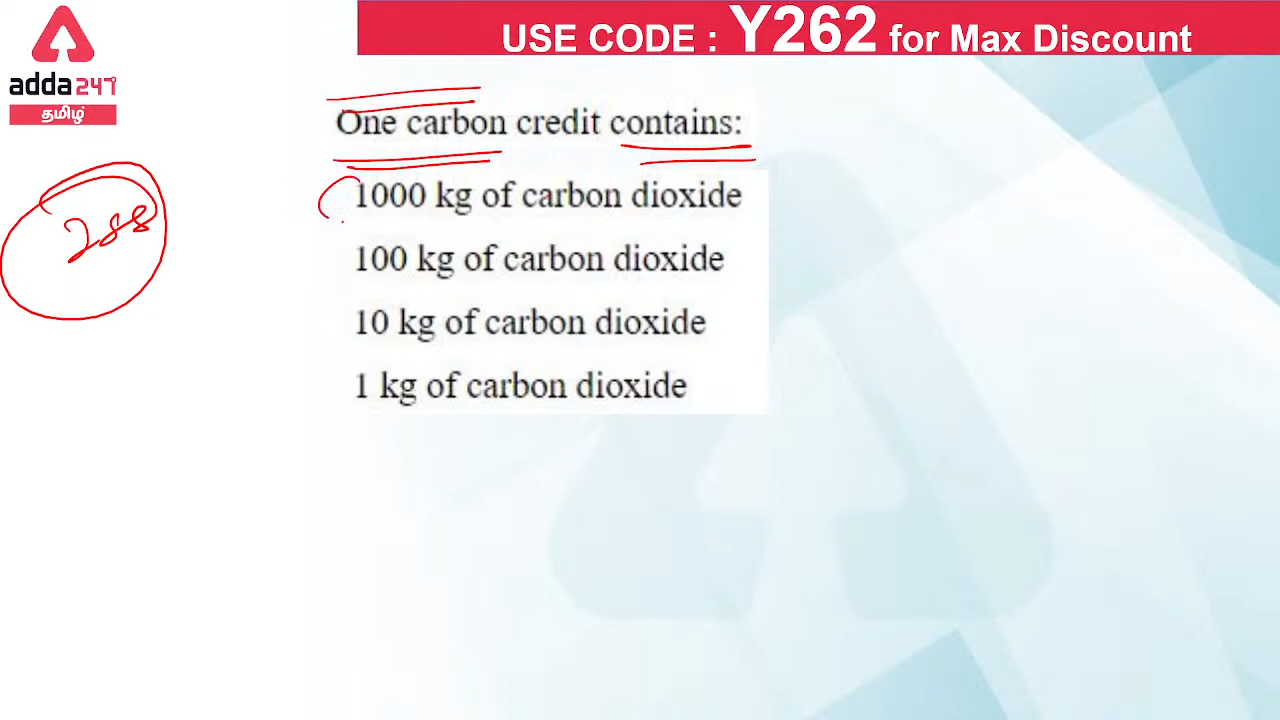 USE CODE : Y262 for Max Discount
adda247
தமிழ்
One carbon credit contains:
1000 kg of carbon dioxide
288
100 kg of carbon dioxide
10 kg of carbon dioxide
1 kg of carbon dioxide